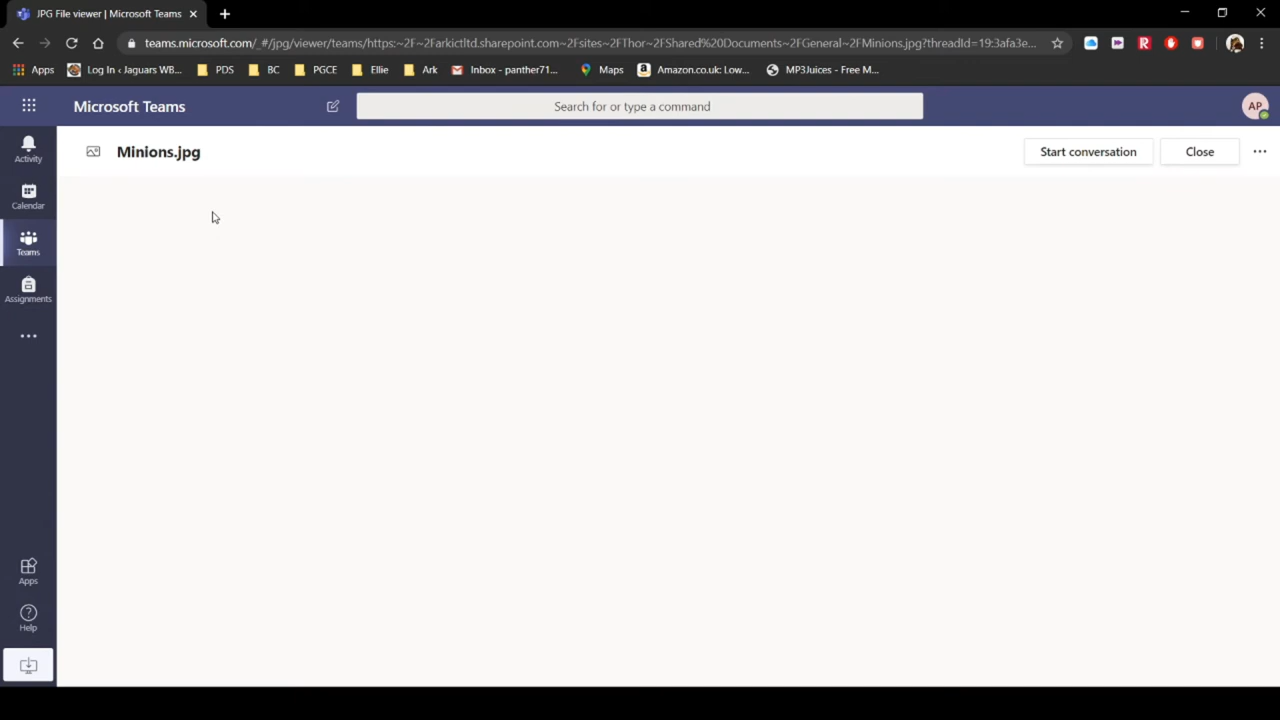 JPG File viewer | Microsoft Teams
teams.microsoft.com/_#/jpg/viewer/teams/https:~2F~2Farkictltd.sharepoint.com~2Fsites~2FThor~2FShared%20Documents~2FGeneral~2FMinions.jpg?threadId=19:3afa3e...
Apps Log In ‹ Jaguars WB... PDS BC PGCE Ellie Ark Inbox - panther71... Maps Amazon.co.uk: Low... MP3Juices - Free M...
Microsoft Teams Search for or type a command AP
Activity
Minions.jpg Start conversation Close
Calendar
Teams
Assignments
Apps
Help